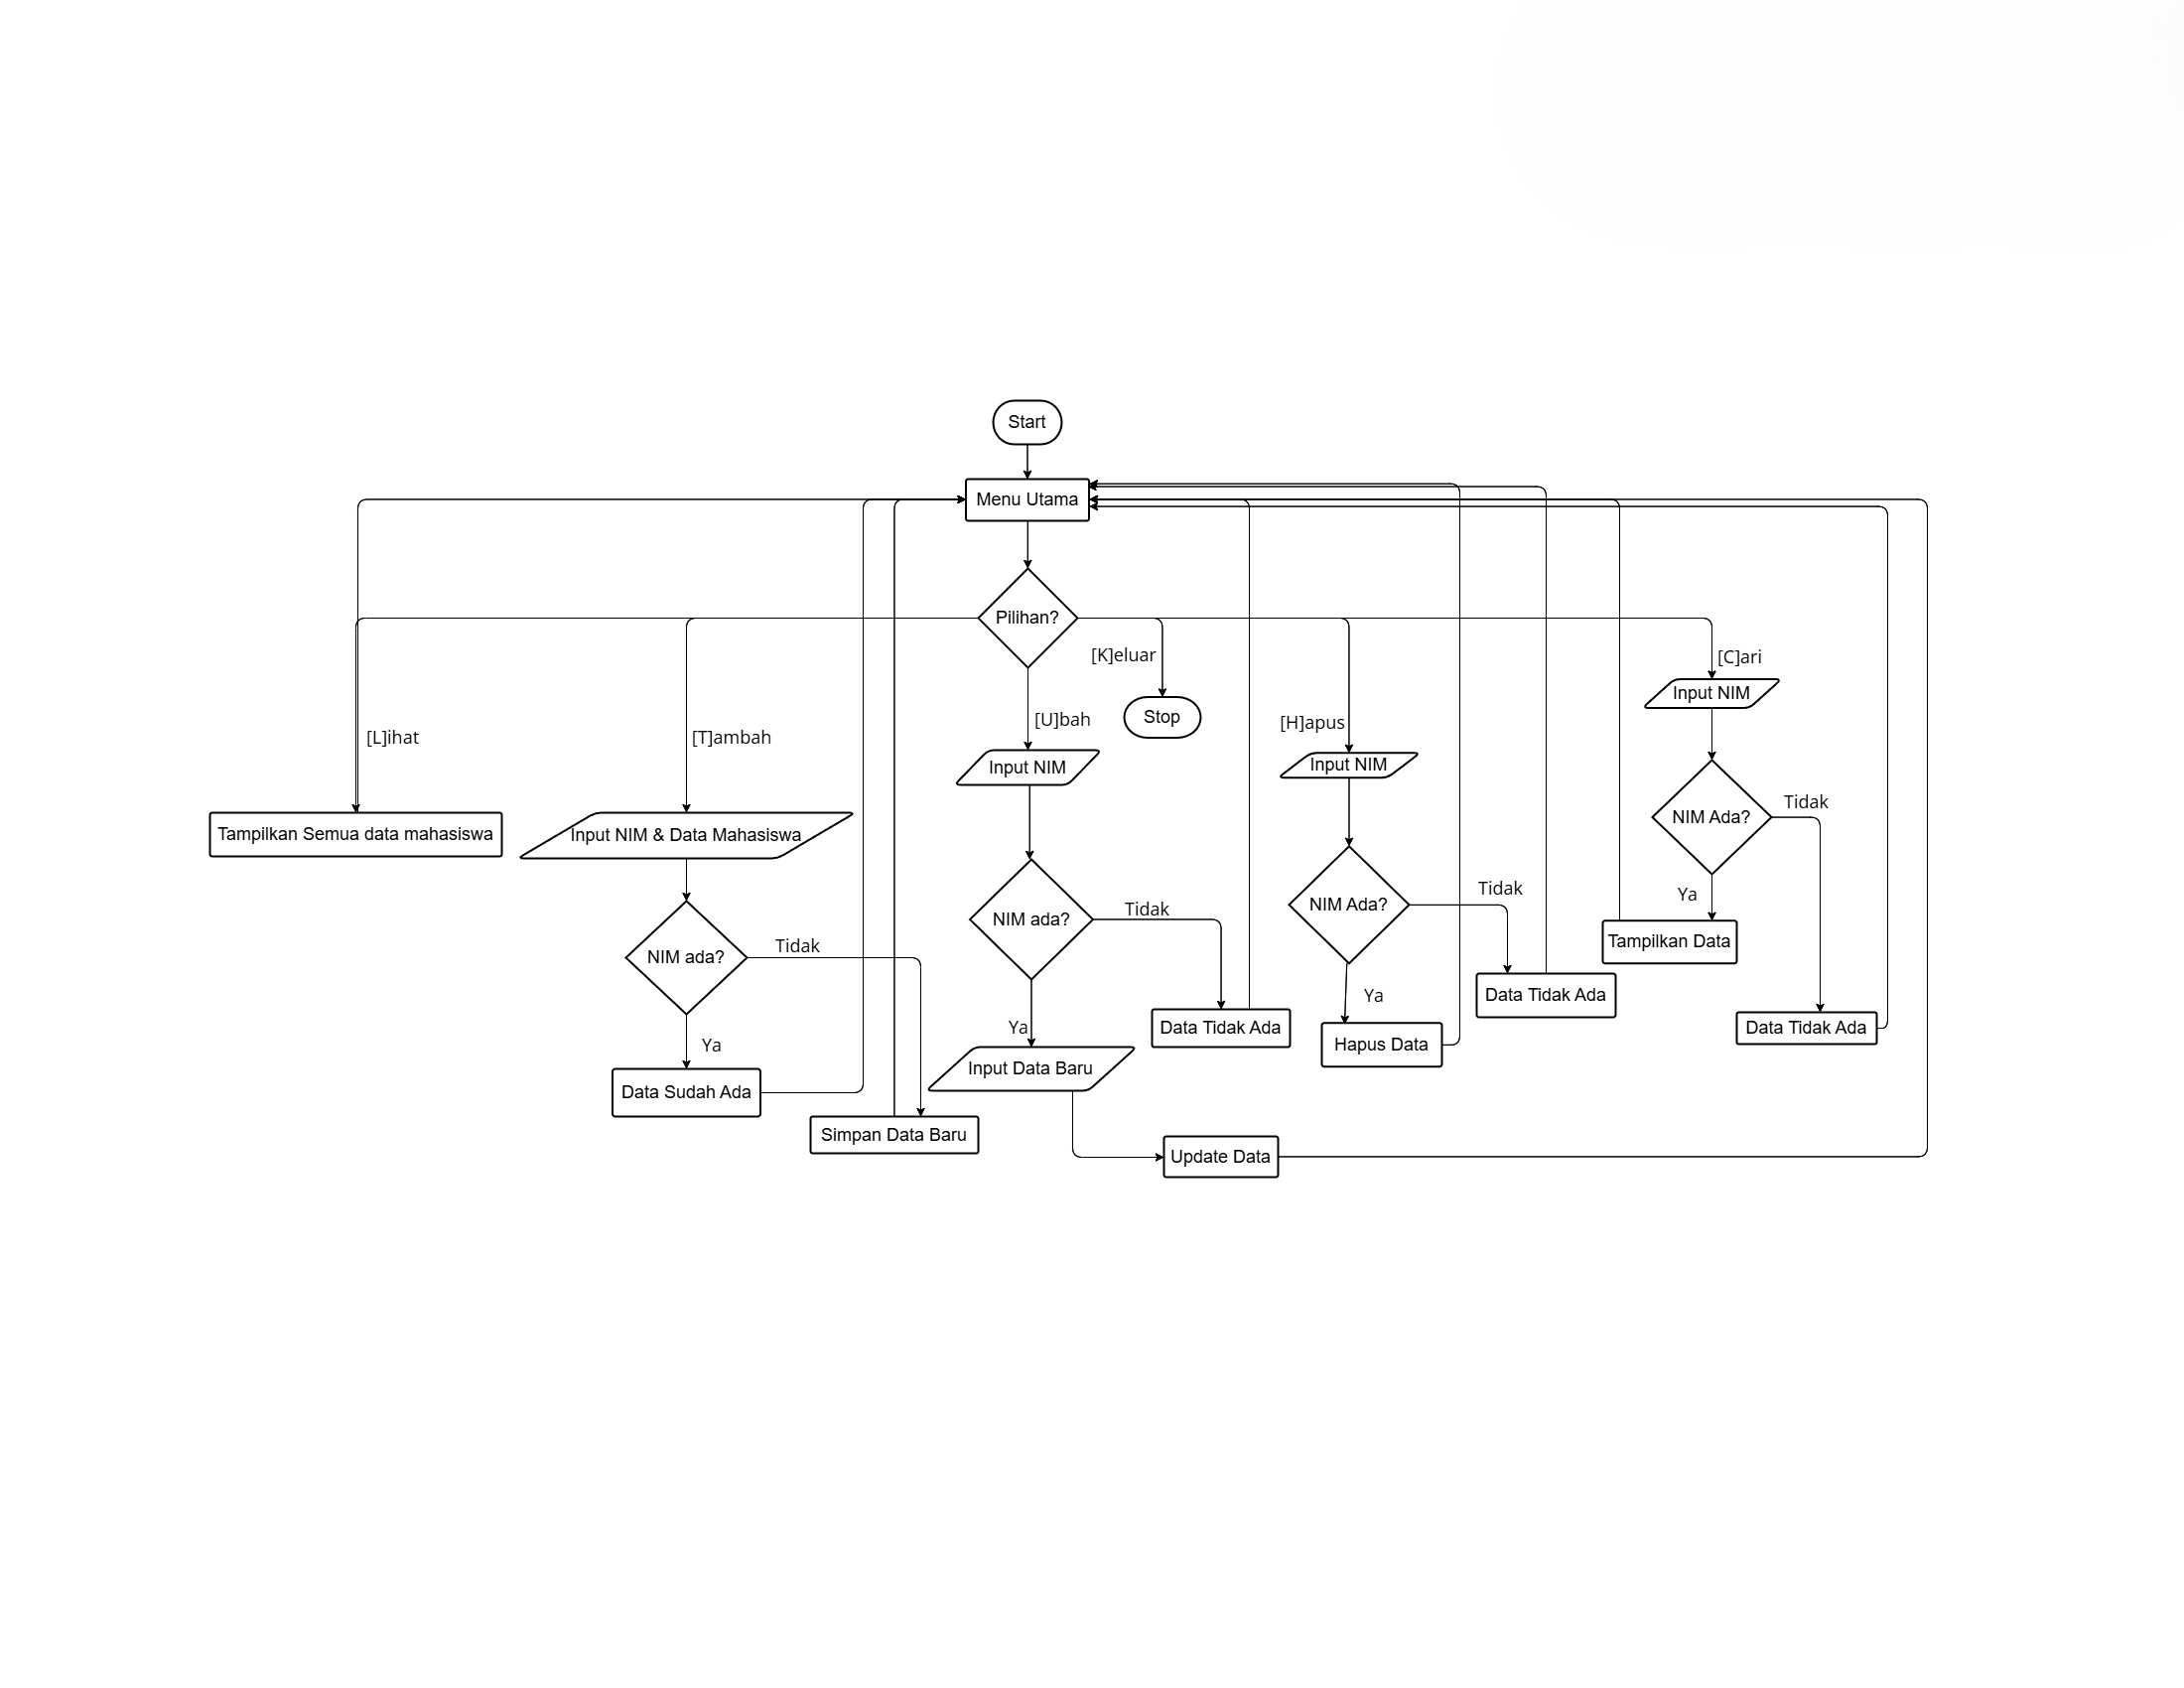 Start
Menu Utama
Pilihan?
[K]eluar
[C]ari
Input NIM
Stop
[U]bah
[H]apus
[L]ihat
[T]ambah
Input NIM
Input NIM
Tidak
NIM Ada?
Tampilkan Semua data mahasiswa
Input NIM & Data Mahasiswa
Tidak
Ya
NIM Ada?
Tidak
NIM ada?
Tampilkan Data
Tidak
NIM ada?
Ya
Data Tidak Ada
Ya
Data Tidak Ada
Data Tidak Ada
Ya
Hapus Data
Input Data Baru
Data Sudah Ada
Simpan Data Baru
Update Data